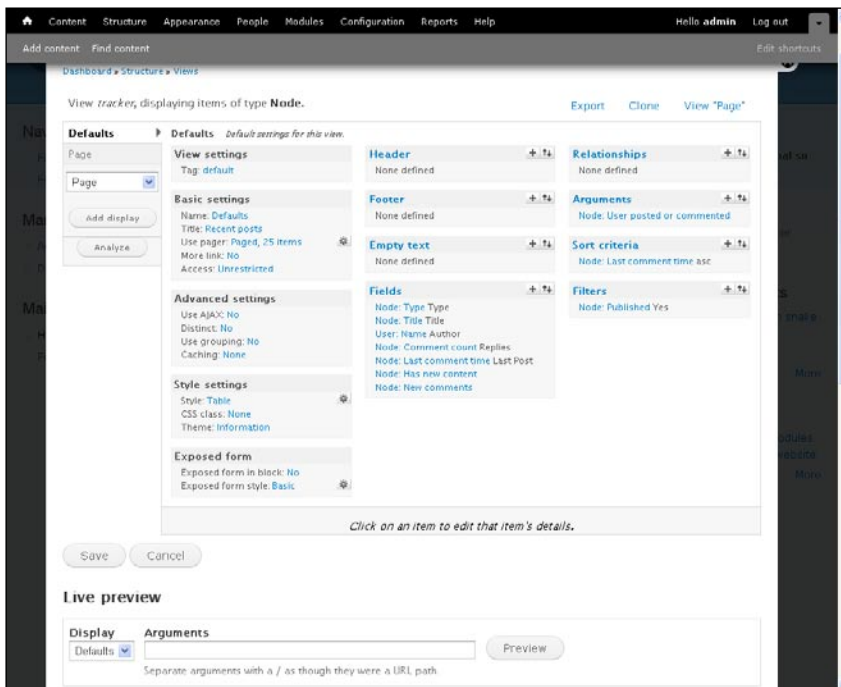 Content Structure Appearance People Modules Configuration Reports Help Hello admin Log out
Add content Find content Edit shortcuts
Dashboard » Structure » Views
View tracker, displaying items of type Node.
Export Clone View "Page"
Defaults
Page
Page
Add display
Analyze
Defaults Default settings for this view.
View settings
Tag: default
Basic settings
Name: Defaults
Title: Recent posts
Use pager: Paged, 25 items
More link: No
Access: Unrestricted
Advanced settings
Use AJAX: No
Distinct: No
Use grouping: No
Caching: None
Style settings
Style: Table
CSS class: None
Theme: Information
Exposed form
Exposed form in block: No
Exposed form style: Basic
Header
None defined
Footer
None defined
Empty text
None defined
Fields
Node: Type Type
Node: Title Title
User: Name Author
Node: Comment count Replies
Node: Last comment time Last Post
Node: Has new content
Node: New comments
Relationships
None defined
Arguments
Node: User posted or commented
Sort criteria
Node: Last comment time asc
Filters
Node: Published Yes
Click on an item to edit that item's details.
Save Cancel
Live preview
Display Arguments
Defaults Preview
Separate arguments with a / as though they were a URL path.
More
More